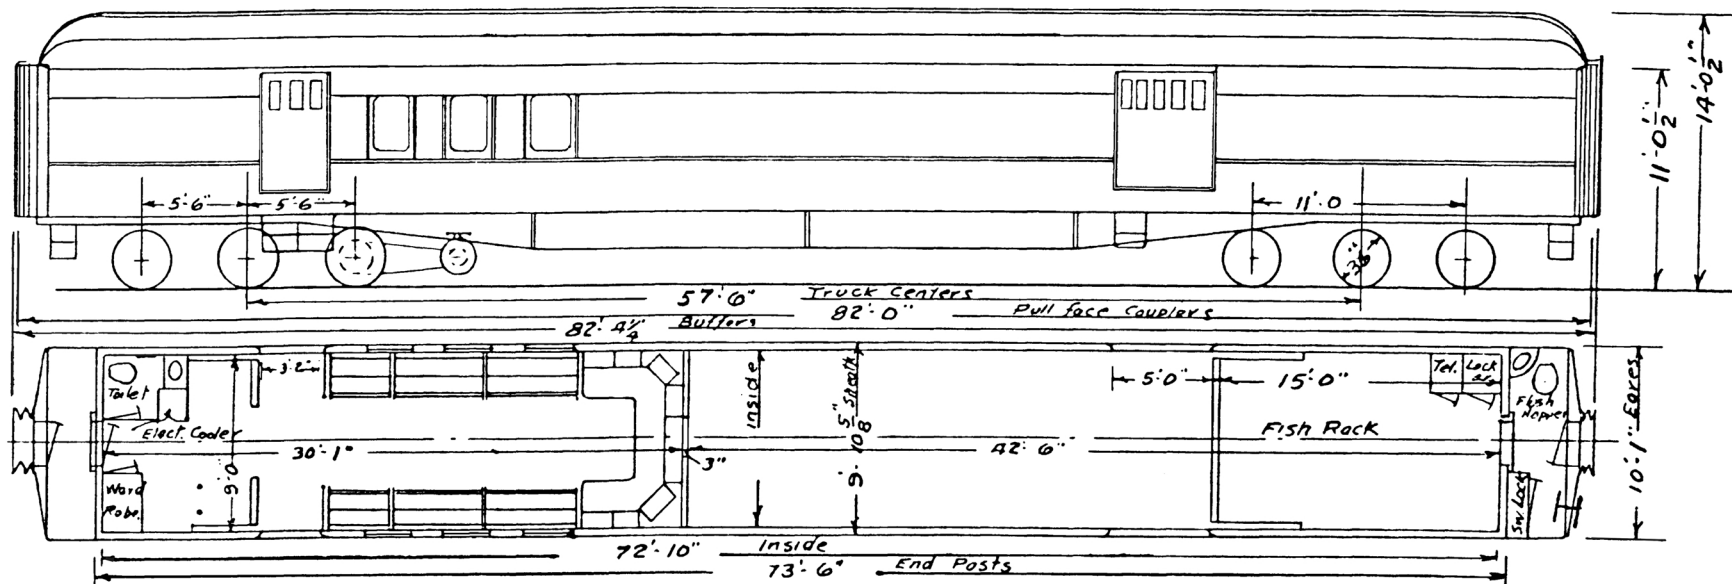 14'-0½"
11'-0½"
5'-6" 5'-6" 11'-0
36"
57'-6" Truck Centers
82'-0" Pull face Couplers
82'-4¼" Buffers
3'-2" 5'-0" 15'-0" Tel. Lock
Toilet
Inside
9'-10⅝" Sheath
Flush Hopper
10'-1" Eaves
Elect. Cooler
Fish Rack
30'-1" 3" 42'-6"
9'-0"
Ward Robe.
Sw. Lock
72'-10" Inside
73'-6" End Posts